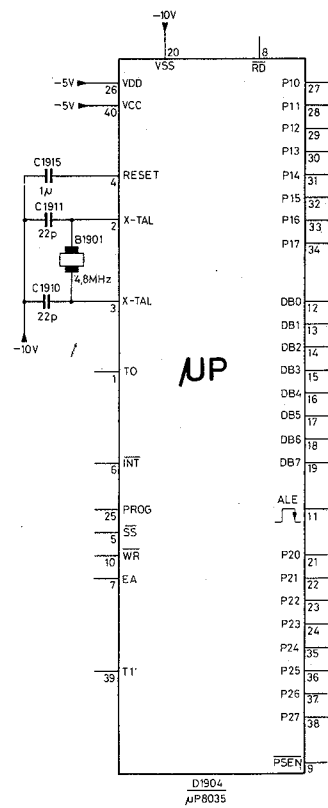 -10V
20
8
VSS
RD
-5V
26
VDD
-5V
40
VCC
C1915
1µ
4
RESET
C1911
22p
2
X-TAL
B1901
4,8MHz
C1910
22p
3
X-TAL
-10V
1
TO
µP
6
INT
25
PROG
5
SS
10
WR
7
EA
39
T1
P10
27
P11
28
P12
29
P13
30
P14
31
P15
32
P16
33
P17
34
DB0
12
DB1
13
DB2
14
DB3
15
DB4
16
DB5
17
DB6
18
DB7
19
ALE
11
P20
21
P21
22
P22
23
P23
24
P24
35
P25
36
P26
37
P27
38
PSEN
9
D1904
µP8035